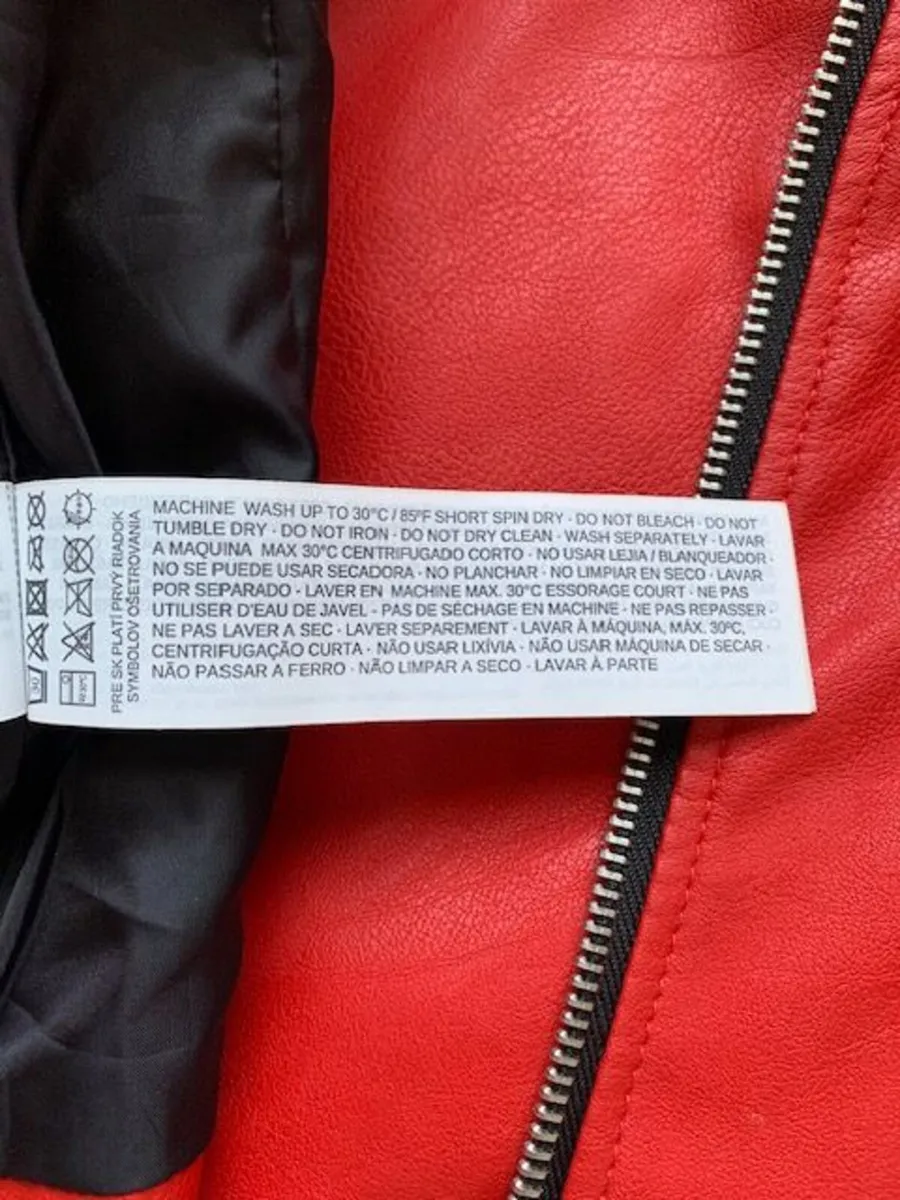 MACHINE WASH UP TO 30°C / 85ºF SHORT SPIN DRY · DO NOT BLEACH · DO NOT
TUMBLE DRY · DO NOT IRON · DO NOT DRY CLEAN · WASH SEPARATELY · LAVAR
A MAQUINA MAX 30°C CENTRIFUGADO CORTO · NO USAR LEJIA / BLANQUEADOR ·
NO SE PUEDE USAR SECADORA · NO PLANCHAR · NO LIMPIAR EN SECO · LAVAR
POR SEPARADO · LAVER EN MACHINE MAX. 30°C ESSORAGE COURT · NE PAS
UTILISER D'EAU DE JAVEL · PAS DE SÉCHAGE EN MACHINE · NE PAS REPASSER ·
NE PAS LAVER A SEC · LAVER SEPAREMENT · LAVAR À MÁQUINA, MÁX. 30ºC,
CENTRIFUGAÇÃO CURTA · NÃO USAR LIXÍVIA · NÃO USAR MÁQUINA DE SECAR ·
NÃO PASSAR A FERRO · NÃO LIMPAR A SECO · LAVAR À PARTE
PRE SK PLATÍ PRVÝ RIADOK
SYMBOLOV OŠETROVANIA
30